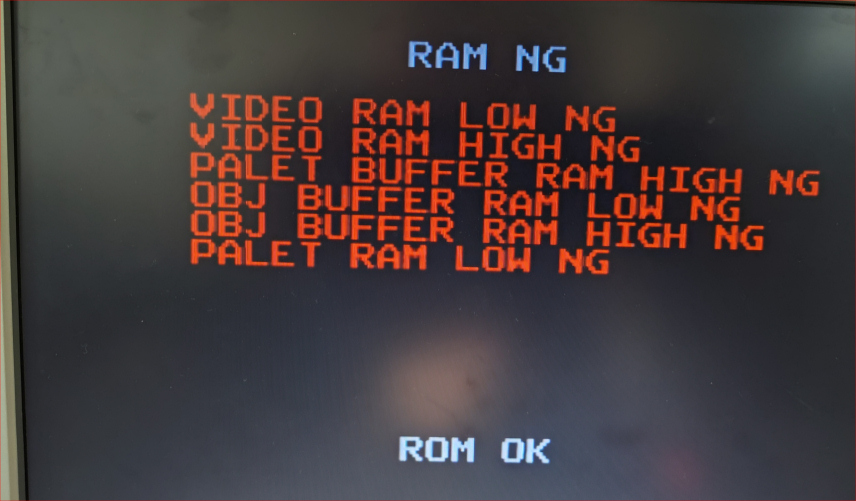 RAM NG
VIDEO RAM LOW NG
VIDEO RAM HIGH NG
PALET BUFFER RAM HIGH NG
OBJ BUFFER RAM LOW NG
OBJ BUFFER RAM HIGH NG
PALET RAM LOW NG
ROM OK